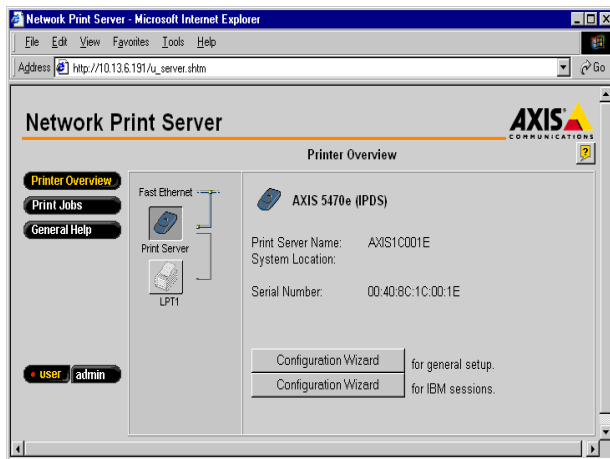 Network Print Server - Microsoft Internet Explorer
File Edit View Favorites Tools Help
Address http://10.13.6.191/u_server.shtm Go
Network Print Server
AXIS
COMMUNICATIONS
Printer Overview
?
Printer Overview
Print Jobs
General Help
Fast Ethernet
Print Server
LPT1
AXIS 5470e (IPDS)
Print Server Name: AXIS1C001E
System Location:
Serial Number: 00:40:8C:1C:00:1E
Configuration Wizard for general setup.
Configuration Wizard for IBM sessions.
user admin